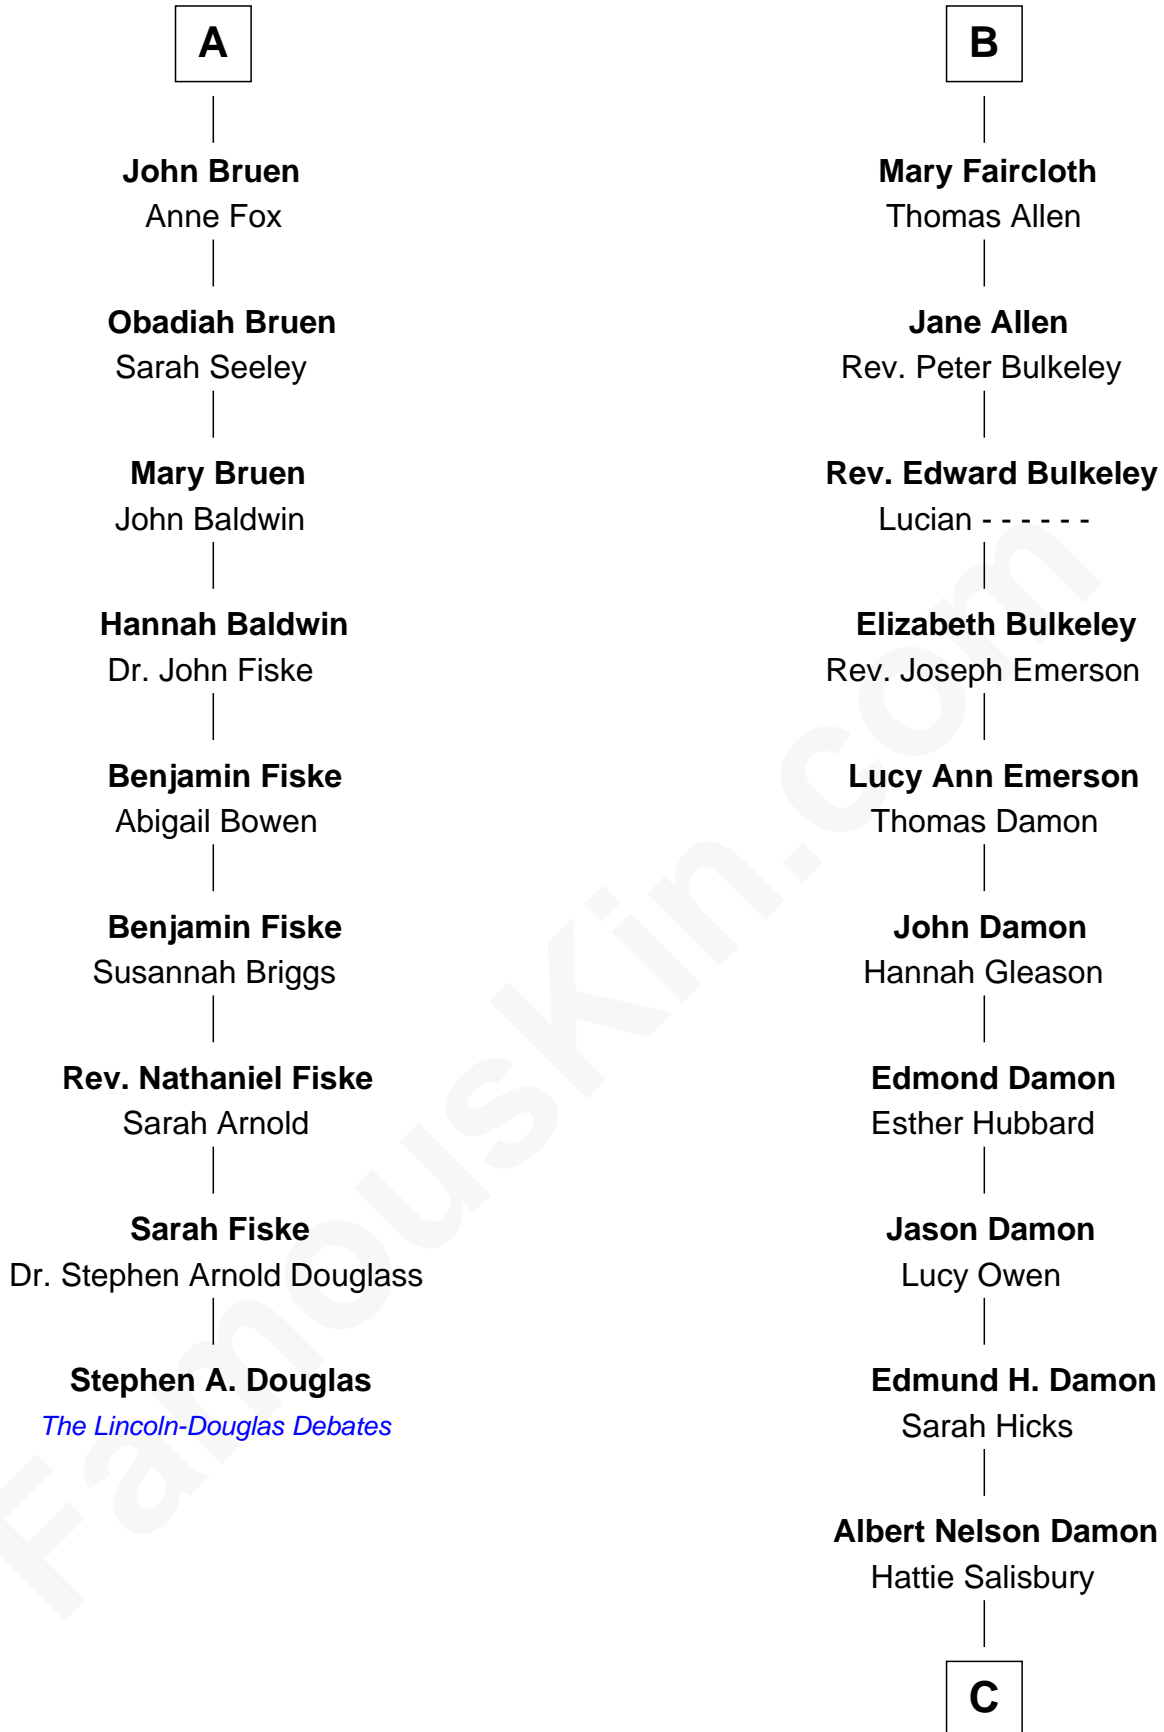 A
John Bruen
Anne Fox
Obadiah Bruen
Sarah Seeley
Mary Bruen
John Baldwin
Hannah Baldwin
Dr. John Fiske
Benjamin Fiske
Abigail Bowen
Benjamin Fiske
Susannah Briggs
Rev. Nathaniel Fiske
Sarah Arnold
Sarah Fiske
Dr. Stephen Arnold Douglass
Stephen A. Douglas
The Lincoln-Douglas Debates
B
Mary Faircloth
Thomas Allen
Jane Allen
Rev. Peter Bulkeley
Rev. Edward Bulkeley
Lucian - - - - - -
Elizabeth Bulkeley
Rev. Joseph Emerson
Lucy Ann Emerson
Thomas Damon
John Damon
Hannah Gleason
Edmond Damon
Esther Hubbard
Jason Damon
Lucy Owen
Edmund H. Damon
Sarah Hicks
Albert Nelson Damon
Hattie Salisbury
C
FamousKin.com